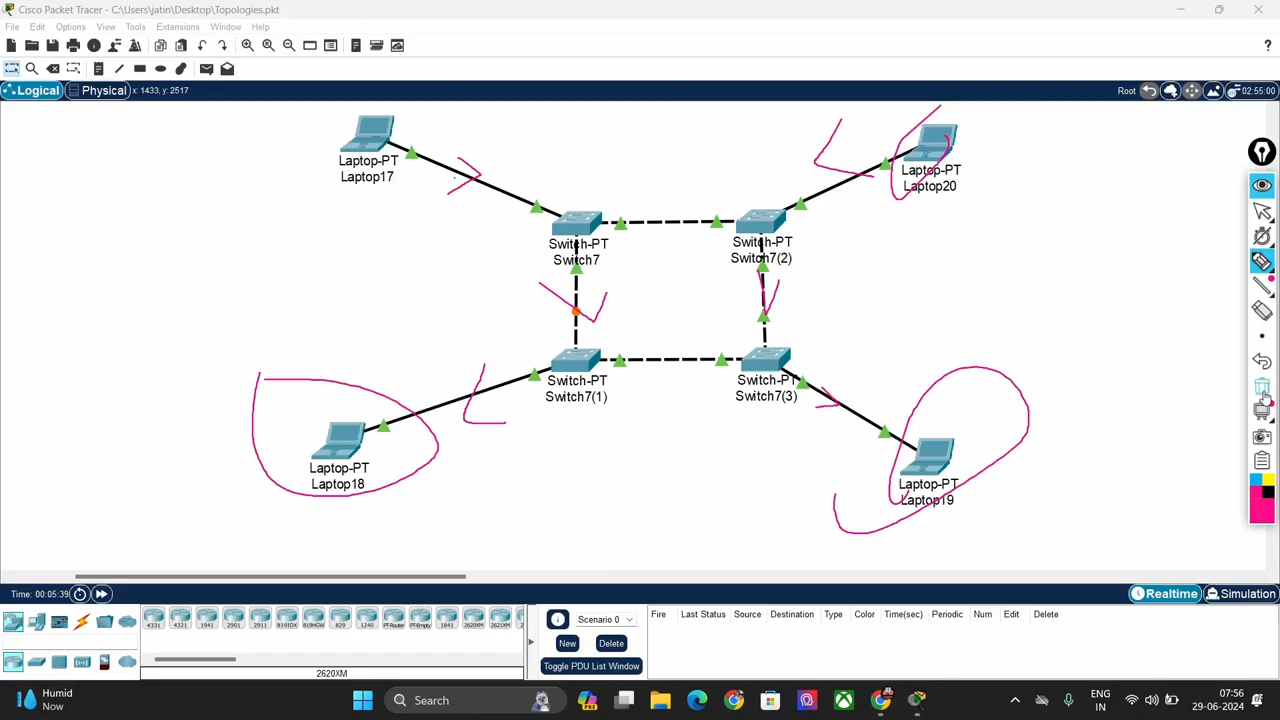 Cisco Packet Tracer - C:\Users\jatin\Desktop\Topologies.pkt
File Edit Options View Tools Extensions Window Help
Logical Physical x: 1433, y: 2517 Root 02:55:00
Laptop-PT
Laptop17
Laptop-PT
Laptop20
Switch-PT
Switch7
Switch-PT
Switch7(2)
Switch-PT
Switch7(1)
Switch-PT
Switch7(3)
Laptop-PT
Laptop18
Laptop-PT
Laptop19
Time: 00:05:39 Realtime Simulation
4331 4321 1941 2901 2911 819IOX 819HGW 829 1240 PT-Router PT-Empty 1841 2620XM 2621XM
Scenario 0
New Delete
Toggle PDU List Window
Fire Last Status Source Destination Type Color Time(sec) Periodic Num Edit Delete
2620XM
Humid
Now
Search
PRE
ENG
IN
07:56
29-06-2024